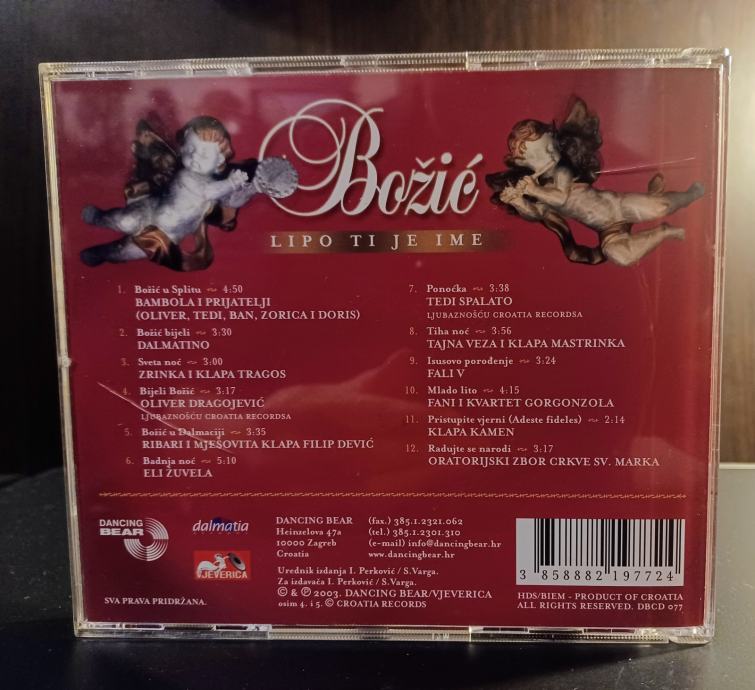 Božić
LIPO TI JE IME
1. Božić u Splitu ~ 4:50
BAMBOLA I PRIJATELJI
(OLIVER, TEDI, BAN, ZORICA I DORIS)
2. Božić bijeli ~ 3:30
DALMATINO
3. Sveta noć ~ 3:00
ZRINKA I KLAPA TRAGOS
4. Bijeli Božić ~ 3:17
OLIVER DRAGOJEVIĆ
LJUBAZNOŠĆU CROATIA RECORDSA
5. Božić u Dalmaciji ~ 3:35
RIBARI I MJEŠOVITA KLAPA FILIP DEVIĆ
6. Badnja noć ~ 5:10
ELI ŽUVELA
7. Ponoćka ~ 3:38
TEDI SPALATO
LJUBAZNOŠĆU CROATIA RECORDSA
8. Tiha noć ~ 3:56
TAJNA VEZA I KLAPA MASTRINKA
9. Isusovo porođenje ~ 3:24
FALI V
10. Mlado lito ~ 4:15
FANI I KVARTET GORGONZOLA
11. Pristupite vjerni (Adeste fideles) ~ 2:14
KLAPA KAMEN
12. Radujte se narodi ~ 3:17
ORATORIJSKI ZBOR CRKVE SV. MARKA
DANCING
BEAR
dalmatia
VJEVERICA
SVA PRAVA PRIDRŽANA.
DANCING BEAR (fax.) 385.1.2321.062
Heinzelova 47a (tel.) 385.1.2301.310
10000 Zagreb (e-mail) info@dancingbear.hr
Croatia www.dancingbear.hr
Urednik izdanja I. Perković / S.Varga.
Za izdavača I. Perković / S.Varga.
© & ℗ 2003. DANCING BEAR/VJEVERICA
osim 4. i 5. © CROATIA RECORDS
3 858882 197724
HDS/BIEM - PRODUCT OF CROATIA
ALL RIGHTS RESERVED. DBCD 077